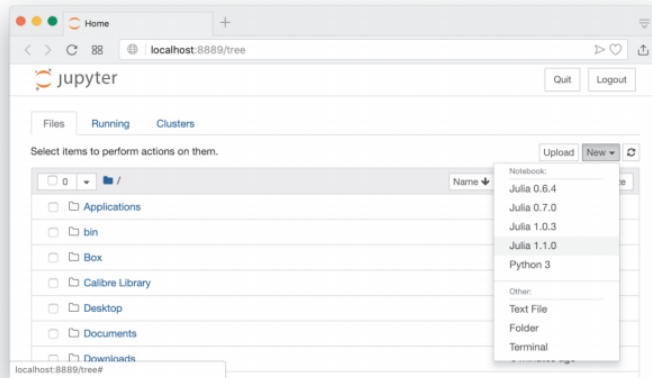 Home
localhost:8889/tree
jupyter
Quit Logout
Files Running Clusters
Select items to perform actions on them.
Upload New
0 / Name
Notebook:
Julia 0.6.4
Julia 0.7.0
Julia 1.0.3
Julia 1.1.0
Python 3
Other:
Text File
Folder
Terminal
Applications
bin
Box
Calibre Library
Desktop
Documents
Downloads
localhost:8889/tree#